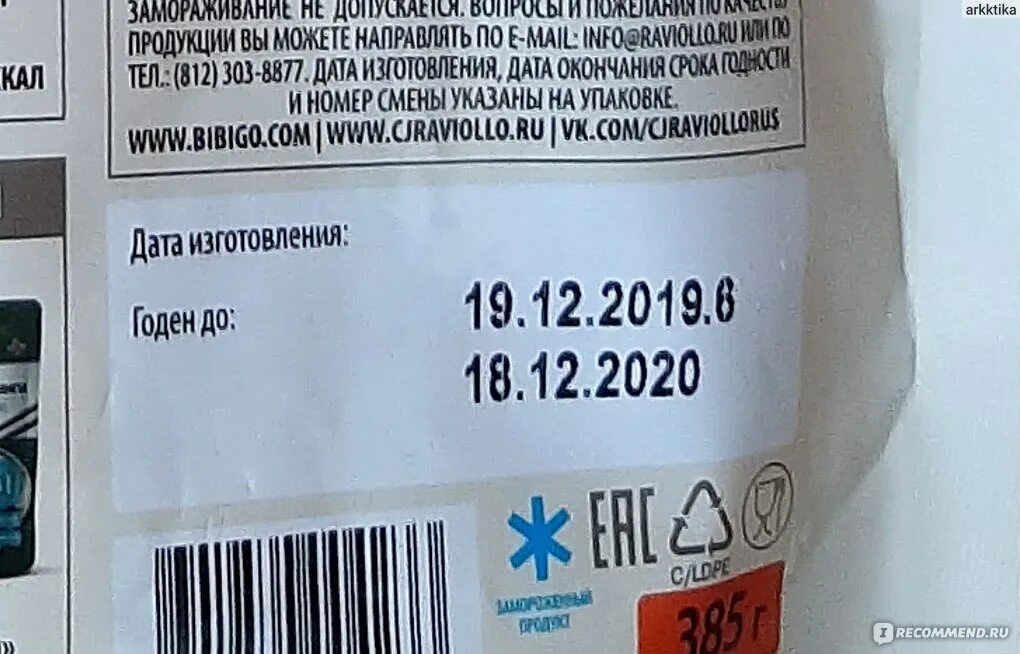 arkktika
ЗАМОРАЖИВАНИЕ НЕ ДОПУСКАЕТСЯ. ВОПРОСЫ И ПОЖЕЛАНИЯ ПО КАЧЕСТВУ
ПРОДУКЦИИ ВЫ МОЖЕТЕ НАПРАВЛЯТЬ ПО E-MAIL: INFO@RAVIOLLO.RU ИЛИ ПО
ТЕЛ.: (812) 303-8877. ДАТА ИЗГОТОВЛЕНИЯ, ДАТА ОКОНЧАНИЯ СРОКА ГОДНОСТИ
И НОМЕР СМЕНЫ УКАЗАНЫ НА УПАКОВКЕ.
WWW.BIBIGO.COM | WWW.CJRAVIOLLO.RU | VK.COM/CJRAVIOLLORUS
ККАЛ
Дата изготовления:
Годен до:
19.12.2019.6
18.12.2020
EAC
C/LDPE
ЗАМОРОЖЕННЫЙ
ПРОДУКТ
385 г
IRECOMMEND.RU